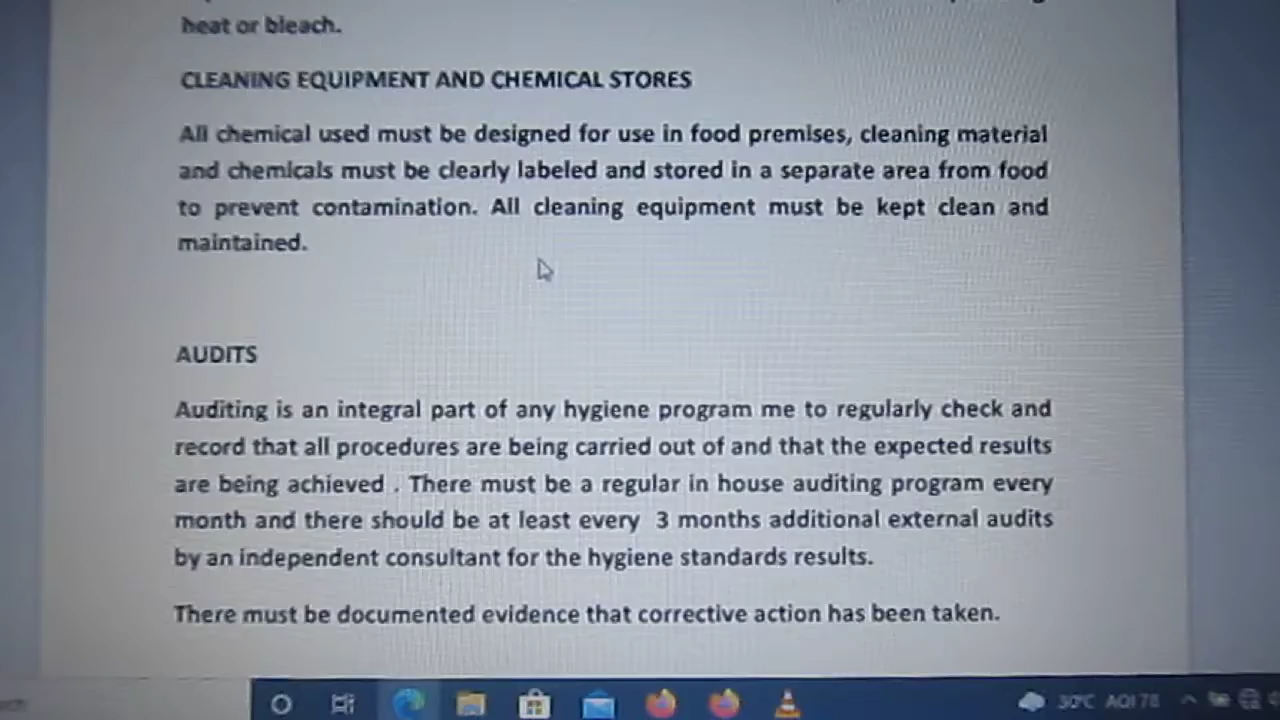 heat or bleach.
CLEANING EQUIPMENT AND CHEMICAL STORES
All chemical used must be designed for use in food premises, cleaning material
and chemicals must be clearly labeled and stored in a separate area from food
to prevent contamination. All cleaning equipment must be kept clean and
maintained.
AUDITS
Auditing is an integral part of any hygiene program me to regularly check and
record that all procedures are being carried out of and that the expected results
are being achieved . There must be a regular in house auditing program every
month and there should be at least every 3 months additional external audits
by an independent consultant for the hygiene standards results.
There must be documented evidence that corrective action has been taken.
30°C AQI 78